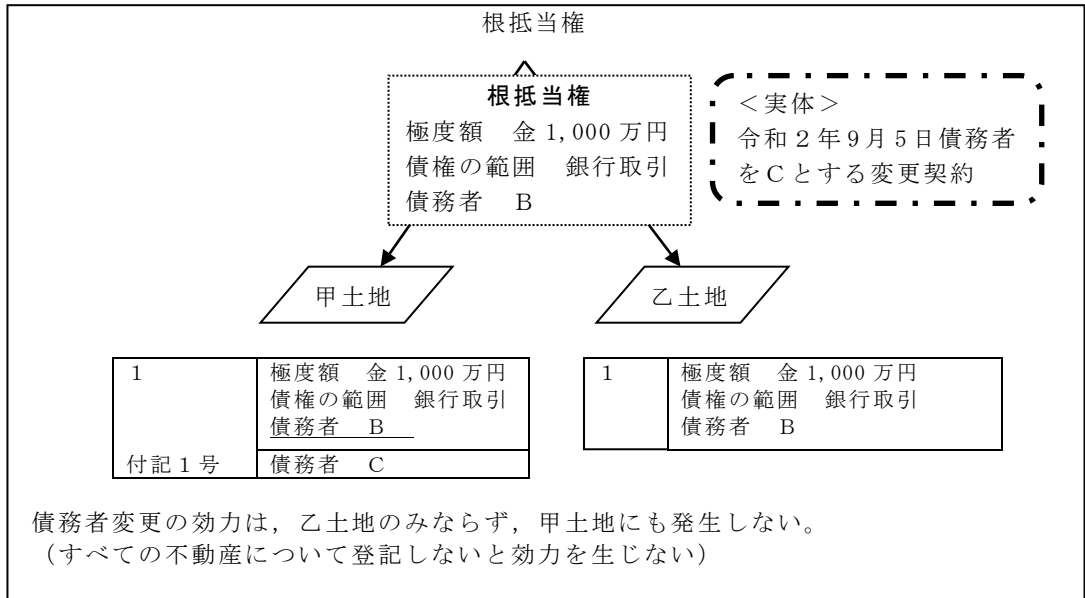 根抵当権
根抵当権
極度額　金1,000万円
債権の範囲　銀行取引
債務者　B
＜実体＞
令和２年９月５日債務者
をＣとする変更契約
甲土地
乙土地
1
極度額　金1,000万円
債権の範囲　銀行取引
債務者　B
付記１号
債務者　C
1
極度額　金1,000万円
債権の範囲　銀行取引
債務者　B
債務者変更の効力は，乙土地のみならず，甲土地にも発生しない。
（すべての不動産について登記しないと効力を生じない）